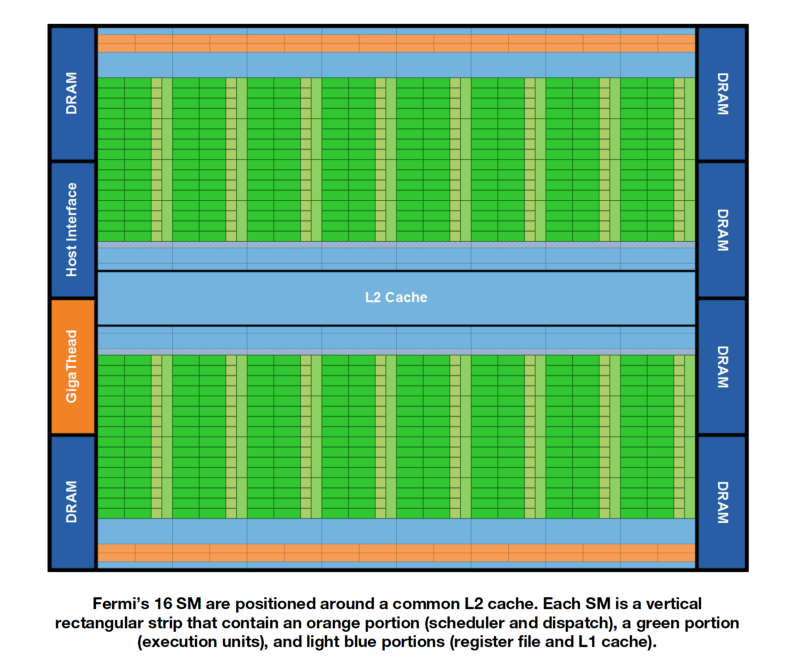 DRAM
Host Interface
GigaThead
DRAM
L2 Cache
DRAM
DRAM
DRAM
DRAM
Fermi’s 16 SM are positioned around a common L2 cache. Each SM is a vertical
rectangular strip that contain an orange portion (scheduler and dispatch), a green portion
(execution units), and light blue portions (register file and L1 cache).